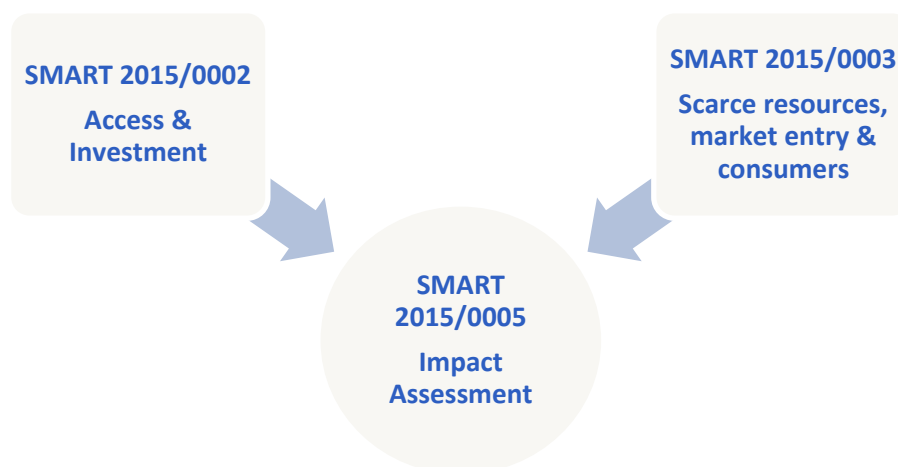 SMART 2015/0002
Access &
Investment
SMART 2015/0003
Scarce resources,
market entry &
consumers
SMART
2015/0005
Impact
Assessment